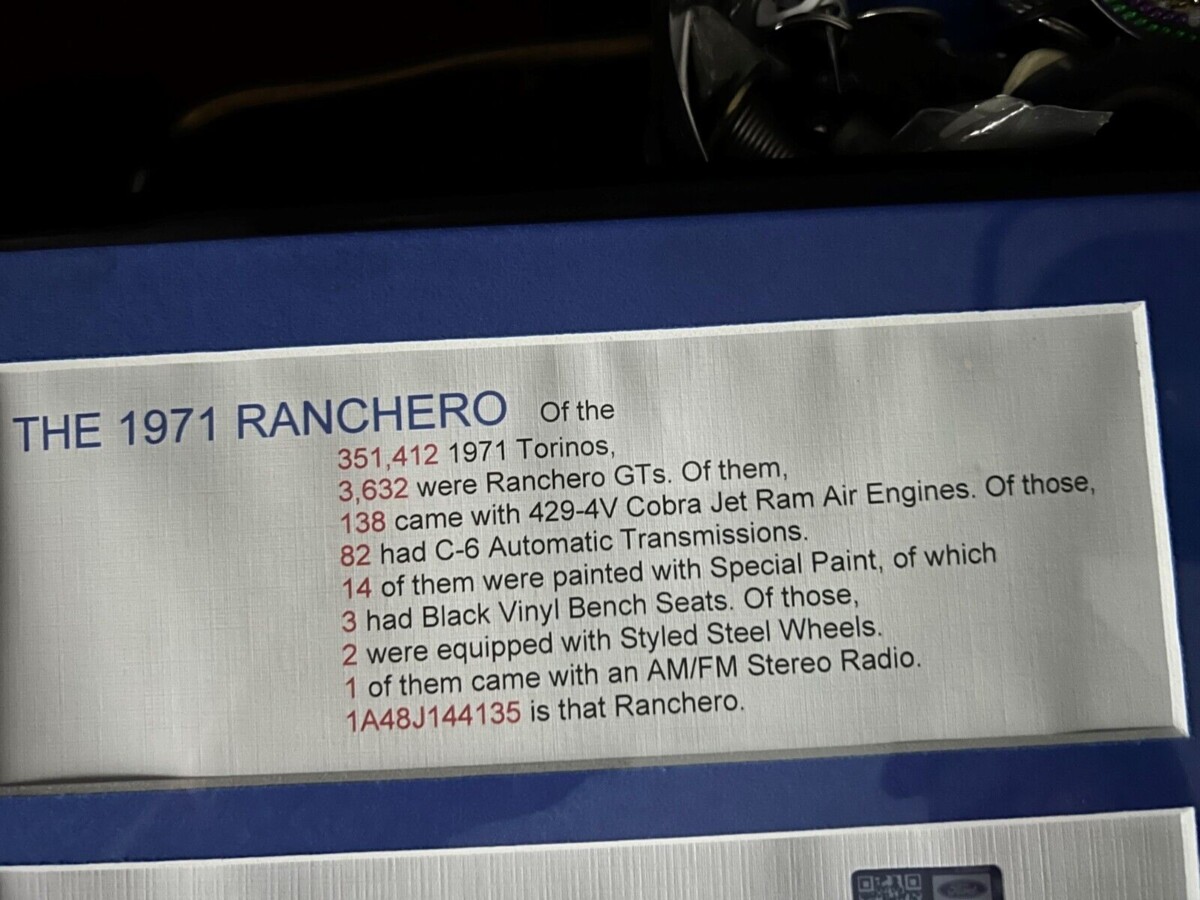 THE 1971 RANCHERO Of the
351,412 1971 Torinos,
3,632 were Ranchero GTs. Of them,
138 came with 429-4V Cobra Jet Ram Air Engines. Of those,
82 had C-6 Automatic Transmissions.
14 of them were painted with Special Paint, of which
3 had Black Vinyl Bench Seats. Of those,
2 were equipped with Styled Steel Wheels.
1 of them came with an AM/FM Stereo Radio.
1A48J144135 is that Ranchero.
Ford